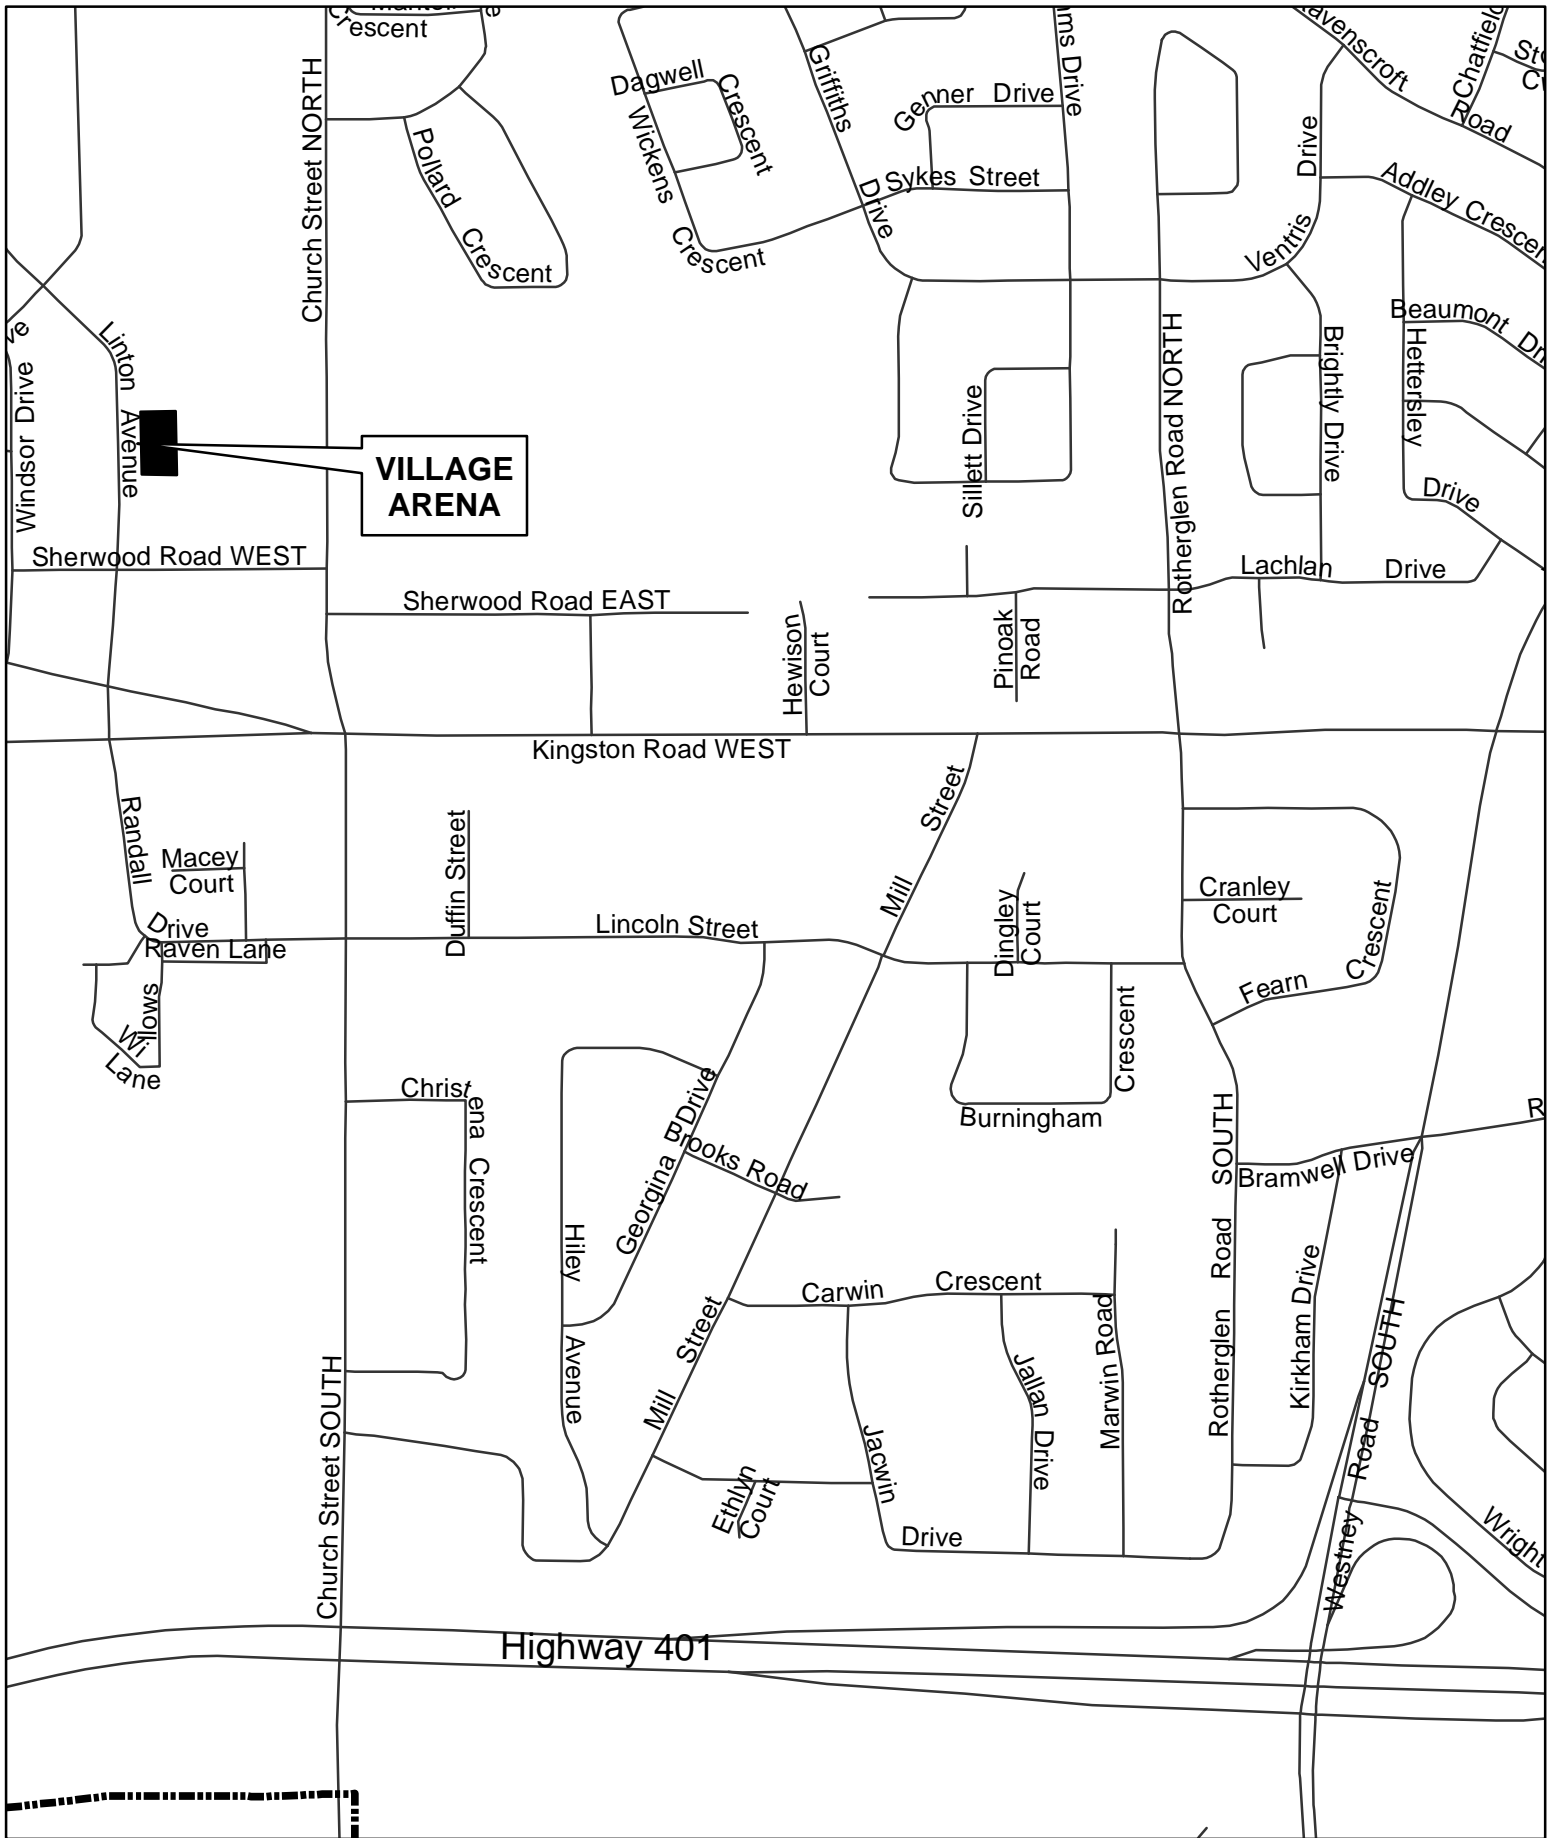 Crescent
Griffiths
Drive
Dagwell
Crescent
Wickens
Crescent
Genner Drive
Sykes Street
Ravenscroft
Road
Addley Crescent
Ventris
Drive
Pollard
Crescent
Church Street NORTH
Linton
Avenue
Windsor Drive
VILLAGE
ARENA
Sillett Drive
Rotherglen Road NORTH
Brightly Drive
Beaumont
Hettersley
Drive
Lachlan Drive
Sherwood Road WEST
Sherwood Road EAST
Hewison
Court
Pinoak
Road
Kingston Road WEST
Randall
Drive
Macey
Court
Raven Lane
Willows
Lane
Duffin Street
Lincoln Street
Mill Street
Dingley
Court
Cranley
Court
Fearn Crescent
Burningham
Crescent
Christena Crescent
Georgina Drive
Brooks Road
Hiley
Avenue
Rotherglen Road SOUTH
Bramwell Drive
Kirkham Drive
Carwin Crescent
Mill Street
Jacwin
Drive
Jallan Drive
Marwin Road
Ethlyn
Court
Church Street SOUTH
Westney Road SOUTH
Wright
Highway 401